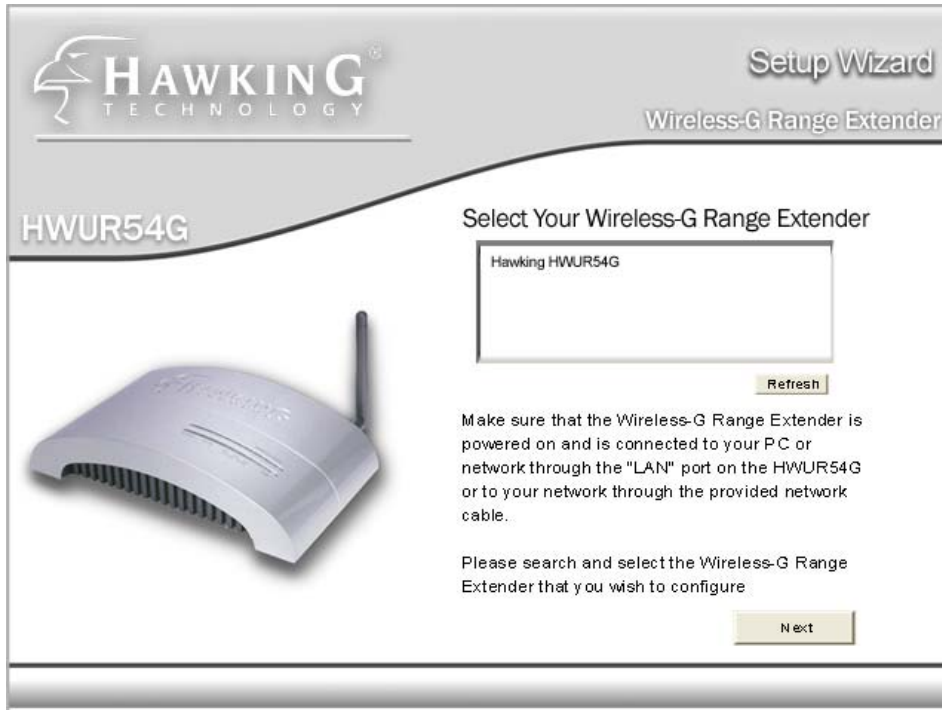 HAWKING®
TECHNOLOGY
Setup Wizard
Wireless-G Range Extender
HWUR54G
Select Your Wireless-G Range Extender
Hawking HWUR54G
Refresh
Make sure that the Wireless-G Range Extender is
powered on and is connected to your PC or
network through the "LAN" port on the HWUR54G
or to your network through the provided network
cable.
Please search and select the Wireless-G Range
Extender that you wish to configure
Next
HAWKING